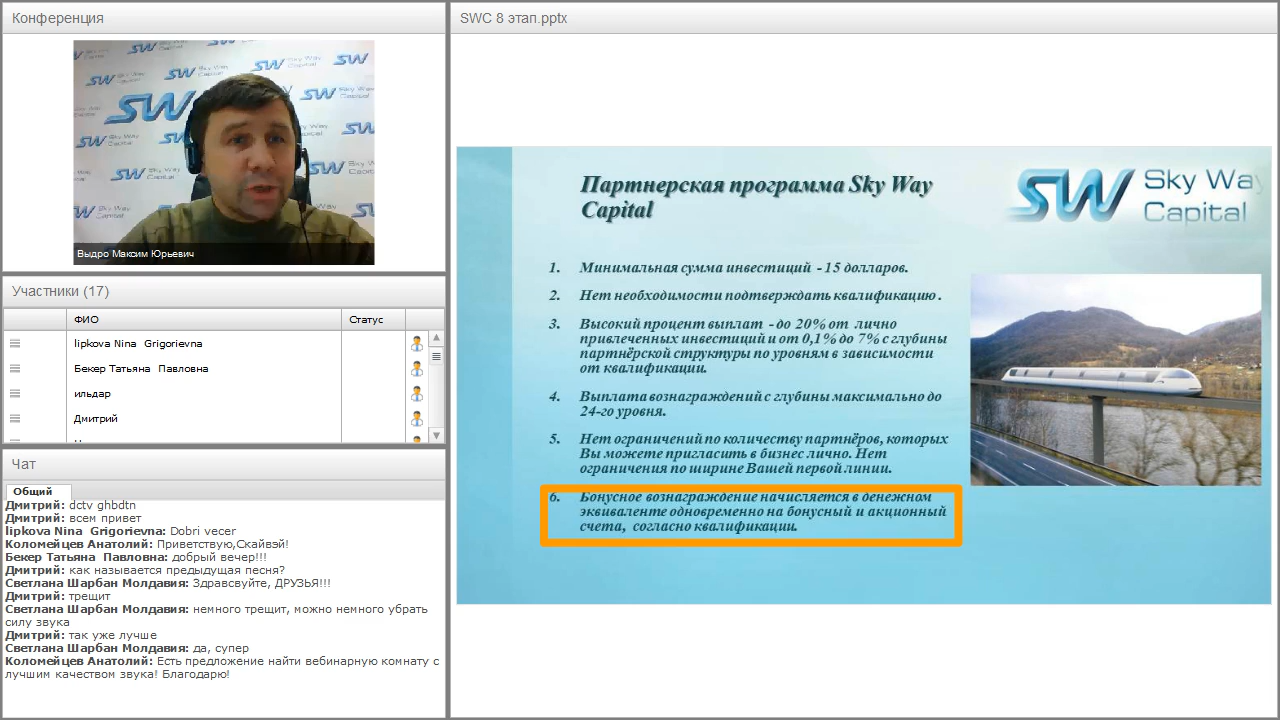 Конференция
SW Sky Way Capital
Выдро Максим Юрьевич
Участники (17)
ФИО
Статус
lipkova Nina Grigorievna
Бекер Татьяна Павловна
ильдар
Дмитрий
Чат
Общий
Дмитрий: dctv ghbdtn
Дмитрий: всем привет
lipkova Nina Grigorievna: Dobri vecer
Коломейцев Анатолий: Приветствую,Скайвэй!
Бекер Татьяна Павловна: добрый вечер!!!
Дмитрий: как называется предыдущая песня?
Светлана Шарбан Молдавия: Здравсвуйте, ДРУЗЬЯ!!!
Дмитрий: трещит
Светлана Шарбан Молдавия: немного трещит, можно немного убрать
силу звука
Дмитрий: так уже лучше
Светлана Шарбан Молдавия: да, супер
Коломейцев Анатолий: Есть предложение найти вебинарную комнату с
лучшим качеством звука! Благодарю!
SWC 8 этап.pptx
Партнерская программа Sky Way
Capital
SW Sky Way
Capital
1. Минимальная сумма инвестиций - 15 долларов.
2. Нет необходимости подтверждать квалификацию .
3. Высокий процент выплат - до 20% от лично
привлеченных инвестиций и от 0,1% до 7% с глубины
партнёрской структуры по уровням в зависимости
от квалификации.
4. Выплата вознаграждений с глубины максимально до
24-го уровня.
5. Нет ограничений по количеству партнёров, которых
Вы можете пригласить в бизнес лично. Нет
ограничения по ширине Вашей первой линии.
6. Бонусное вознаграждение начисляется в денежном
эквиваленте одновременно на бонусный и акционный
счета, согласно квалификации.